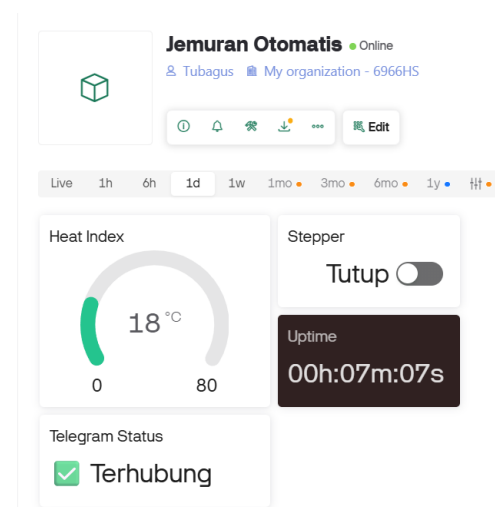 Jemuran Otomatis Online
Tubagus My organization - 6966HS
Edit
Live 1h 6h 1d 1w 1mo 3mo 6mo 1y
Heat Index
18 °C
0 80
Stepper
Tutup
Uptime
00h:07m:07s
Telegram Status
Terhubung